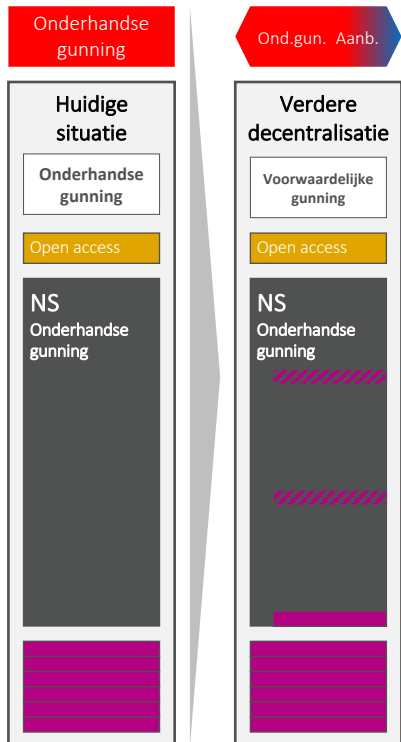 Onderhandse
gunning
Huidige
situatie
Onderhandse
gunning
Open access
NS
Onderhandse
gunning
Ond.gun. Aanb.
Verdere
decentralisatie
Voorwaardelijke
gunning
Open access
NS
Onderhandse
gunning